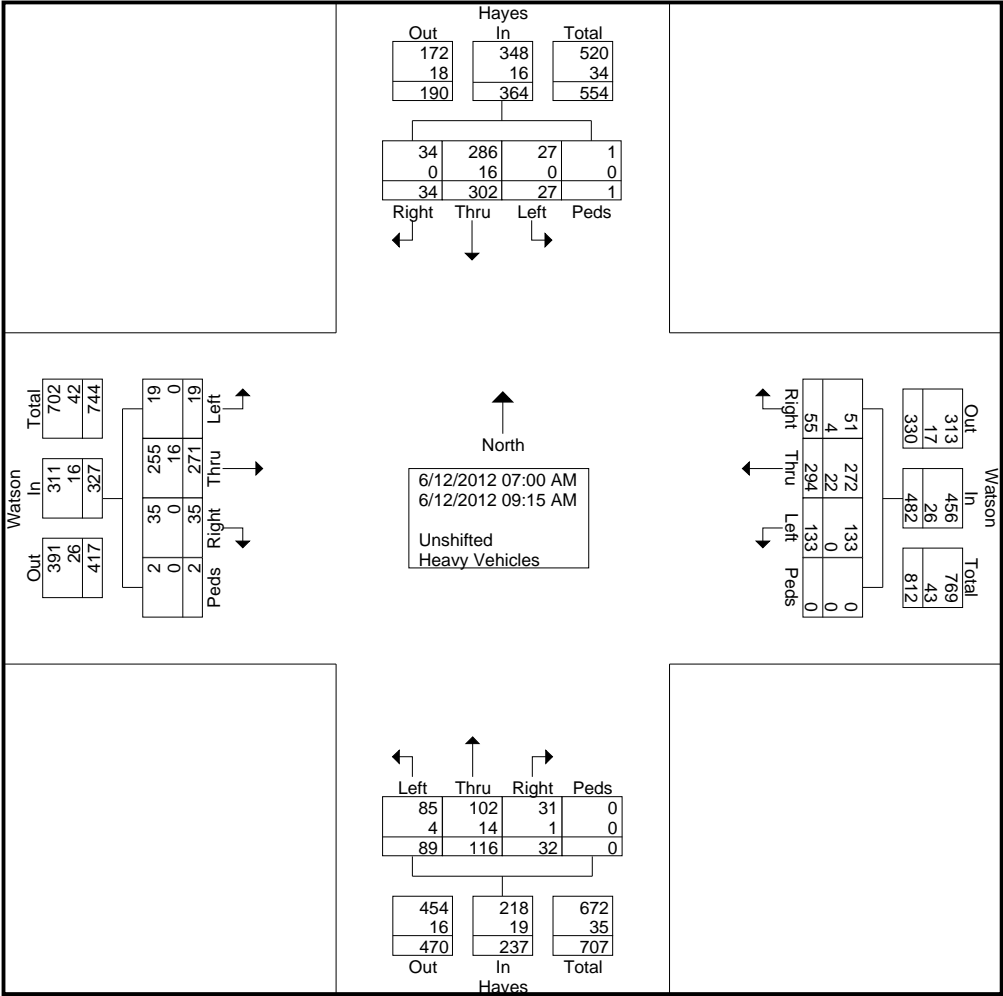 Hayes
Out In Total
172 348 520
18 16 34
190 364 554
34 286 27 1
0 16 0 0
34 302 27 1
Right Thru Left Peds
Watson
Total In Out
702 311 391
42 16 26
744 327 417
19 255 35 2
0 16 0 0
19 271 35 2
Left Thru Right Peds
North
6/12/2012 07:00 AM
6/12/2012 09:15 AM
Unshifted
Heavy Vehicles
Right Thru Left Peds
51 272 133 0
4 22 0 0
55 294 133 0
Out In Total
313 456 769
17 26 43
330 482 812
Watson
Left Thru Right Peds
85 102 31 0
4 14 1 0
89 116 32 0
454 218 672
16 19 35
470 237 707
Out In Total
Hayes